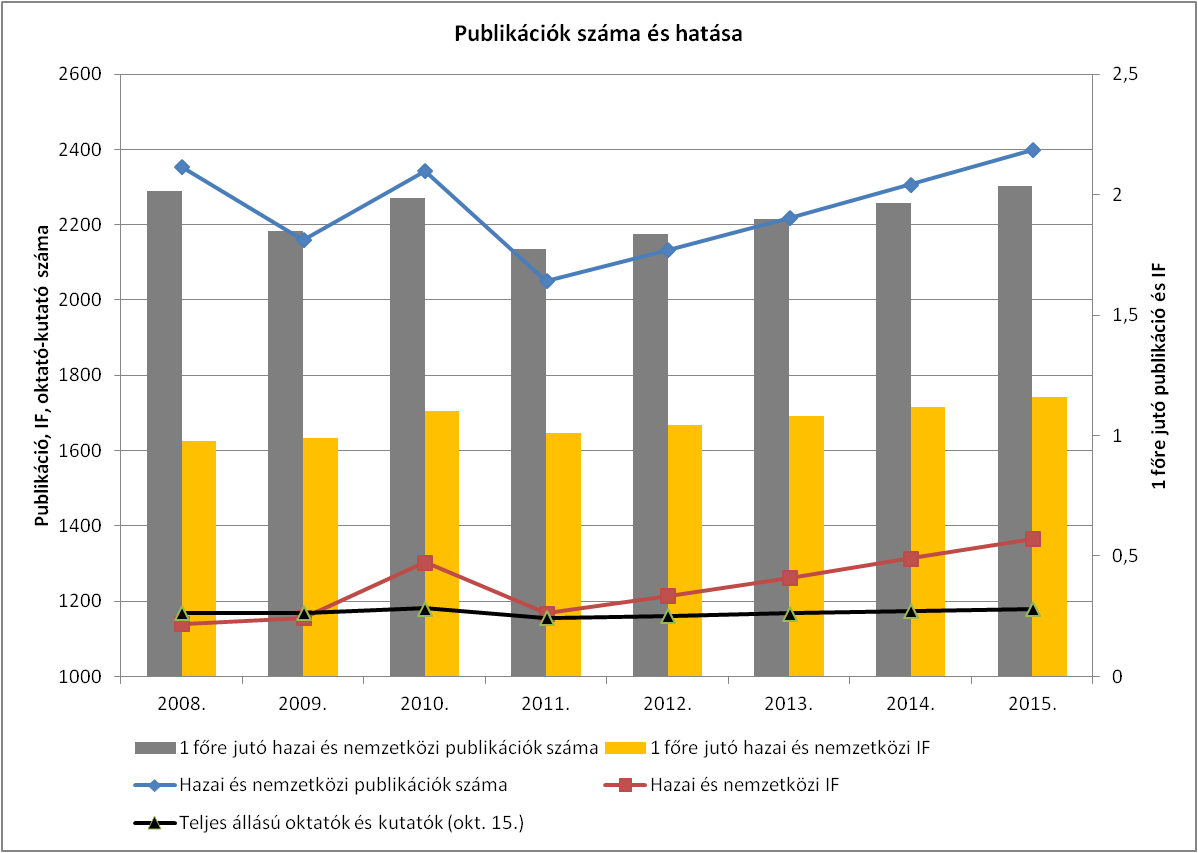 Publikációk száma és hatása
Publikáció, IF, oktató-kutató száma
2600
2400
2200
2000
1800
1600
1400
1200
1000
2,5
2
1,5
1
0,5
0
1 főre jutó publikáció és IF
2008. 2009. 2010. 2011. 2012. 2013. 2014. 2015.
1 főre jutó hazai és nemzetközi publikációk száma 1 főre jutó hazai és nemzetközi IF
Hazai és nemzetközi publikációk száma Hazai és nemzetközi IF
Teljes állású oktatók és kutatók (okt. 15.)